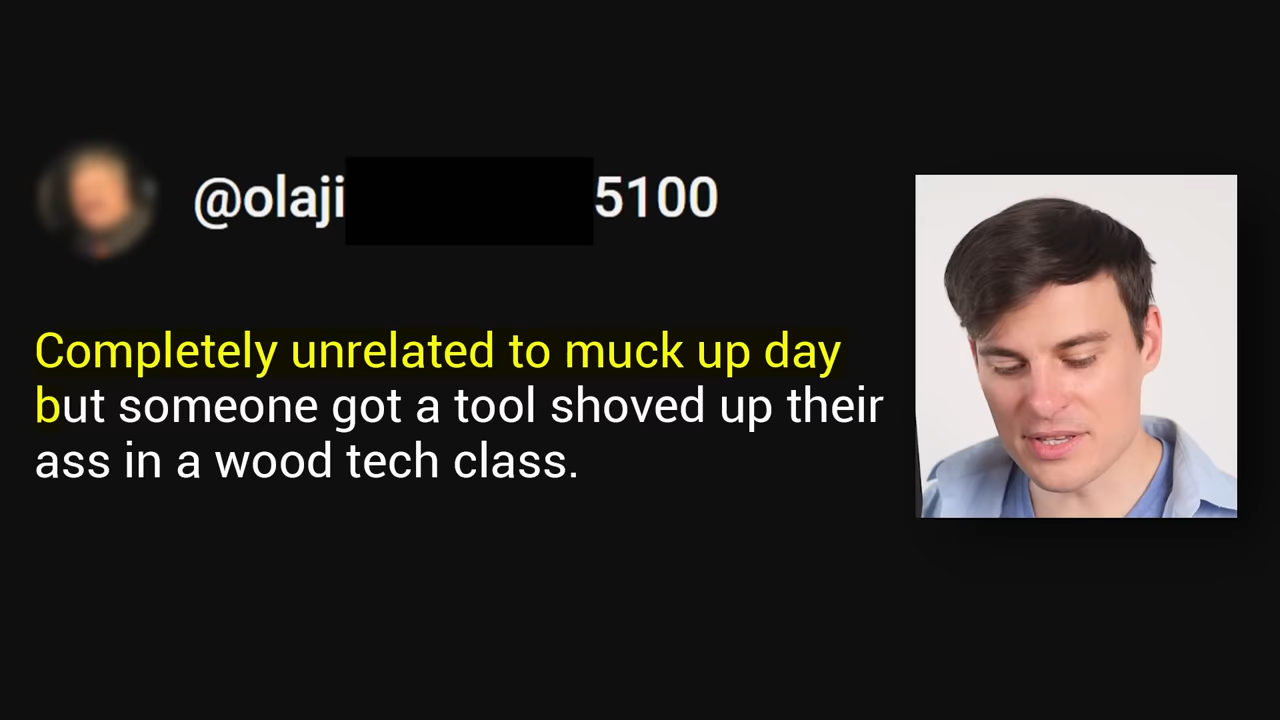 @olaji 5100
Completely unrelated to muck up day
but someone got a tool shoved up their
ass in a wood tech class.